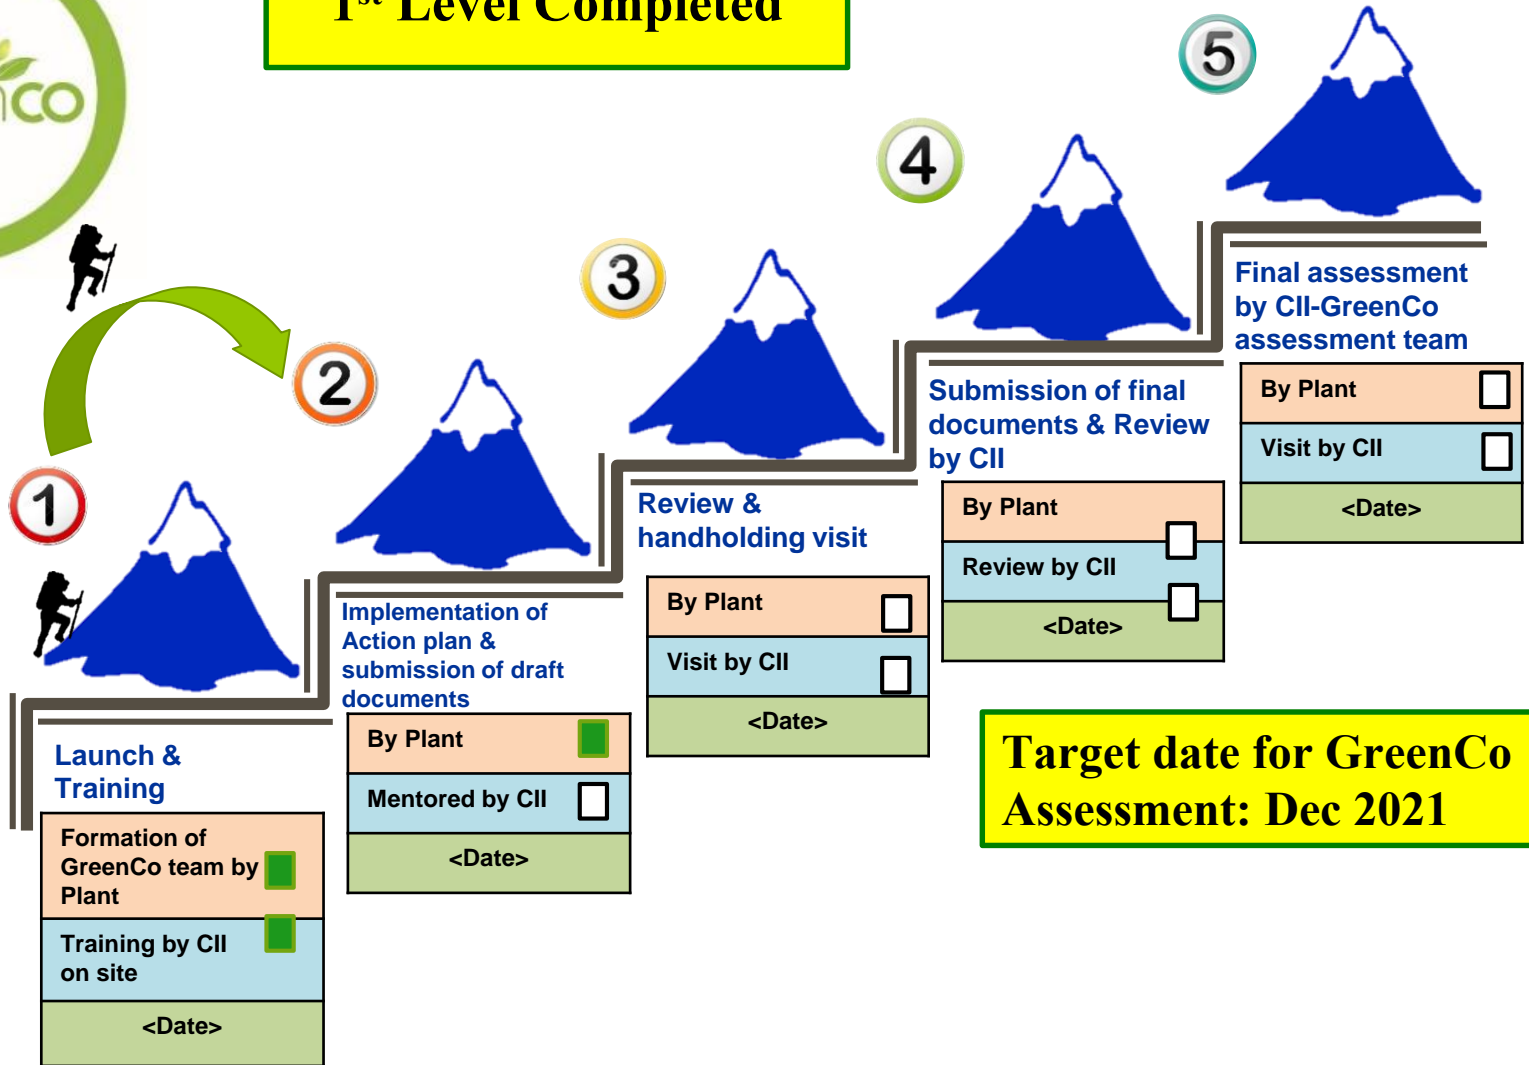 1st Level Completed
co
5
4
3
2
1
Final assessment
by CII-GreenCo
assessment team
By Plant
Visit by CII
<Date>
Submission of final
documents & Review
by CII
By Plant
Review by CII
<Date>
Review &
handholding visit
By Plant
Visit by CII
<Date>
Implementation of
Action plan &
submission of draft
documents
By Plant
Mentored by CII
<Date>
Launch &
Training
Formation of
GreenCo team by
Plant
Training by CII
on site
<Date>
Target date for GreenCo
Assessment: Dec 2021